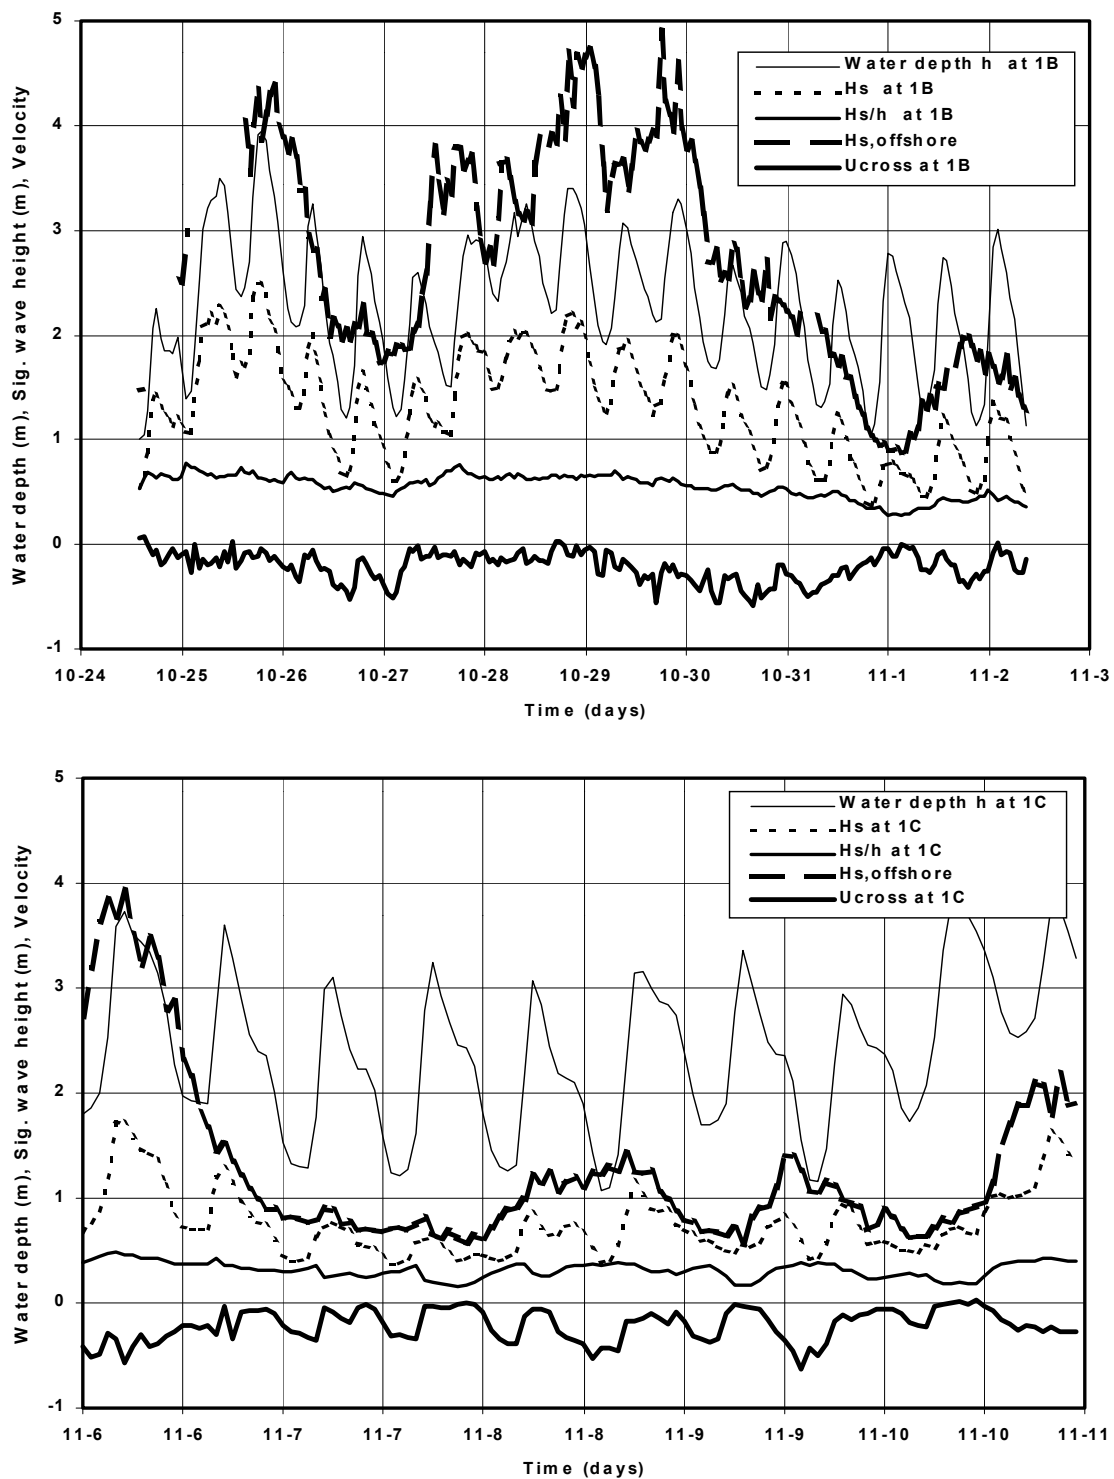 5
4
3
2
1
0
-1
Water depth (m), Sig. wave height (m), Velocity
Water depth h at 1B
Hs at 1B
Hs/h at 1B
Hs,offshore
Ucross at 1B
10-24 10-25 10-26 10-27 10-28 10-29 10-30 10-31 11-1 11-2 11-3
Time (days)
5
4
3
2
1
0
-1
Water depth (m), Sig. wave height (m), Velocity
Water depth h at 1C
Hs at 1C
Hs/h at 1C
Hs,offshore
Ucross at 1C
11-6 11-6 11-7 11-7 11-8 11-8 11-9 11-9 11-10 11-10 11-11
Time (days)